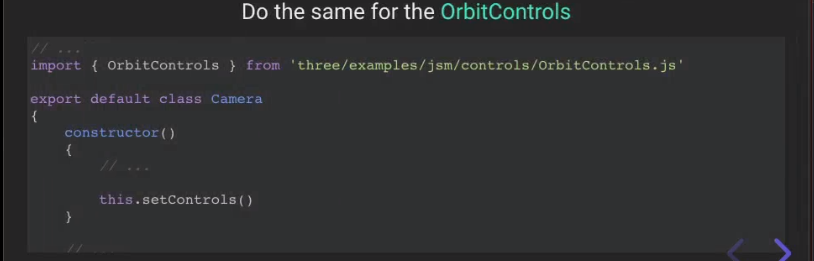 Do the same for the OrbitControls
// ...
import { OrbitControls } from 'three/examples/jsm/controls/OrbitControls.js'
export default class Camera
{
constructor()
{
// ...
this.setControls()
}
// ...